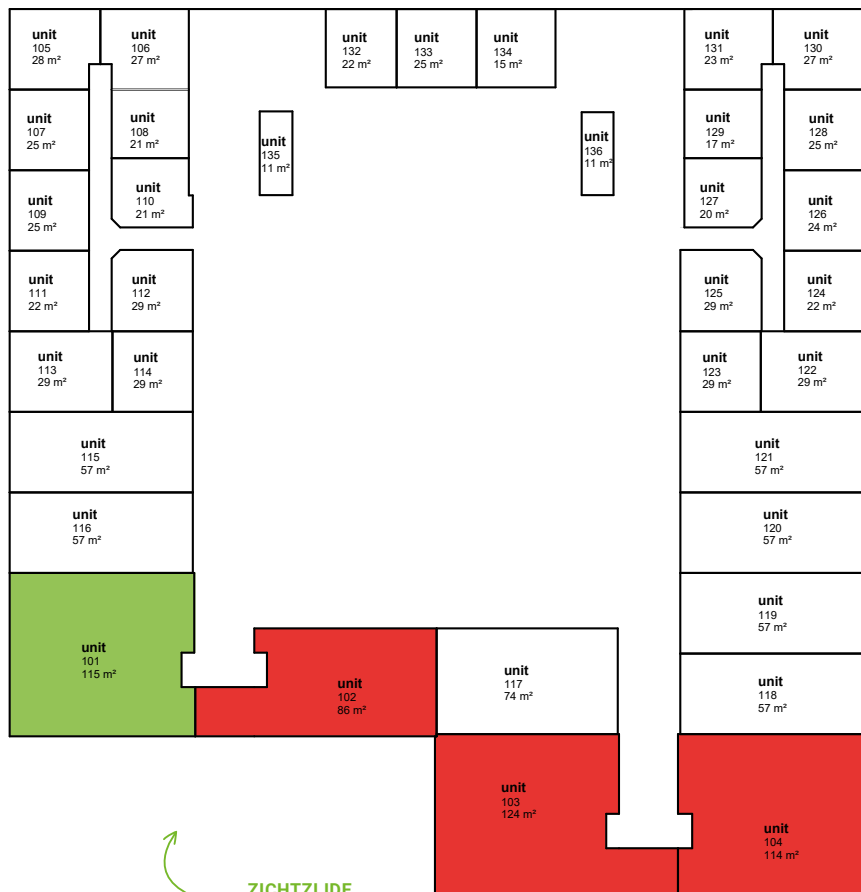 unit
105
28 m²
unit
106
27 m²
unit
132
22 m²
unit
133
25 m²
unit
134
15 m²
unit
131
23 m²
unit
130
27 m²
unit
107
25 m²
unit
108
21 m²
unit
135
11 m²
unit
136
11 m²
unit
129
17 m²
unit
128
25 m²
unit
109
25 m²
unit
110
21 m²
unit
127
20 m²
unit
126
24 m²
unit
111
22 m²
unit
112
29 m²
unit
125
29 m²
unit
124
22 m²
unit
113
29 m²
unit
114
29 m²
unit
123
29 m²
unit
122
29 m²
unit
115
57 m²
unit
121
57 m²
unit
116
57 m²
unit
120
57 m²
unit
119
57 m²
unit
101
115 m²
unit
102
86 m²
unit
117
74 m²
unit
118
57 m²
unit
103
124 m²
unit
104
114 m²
ZICHTZIJDE